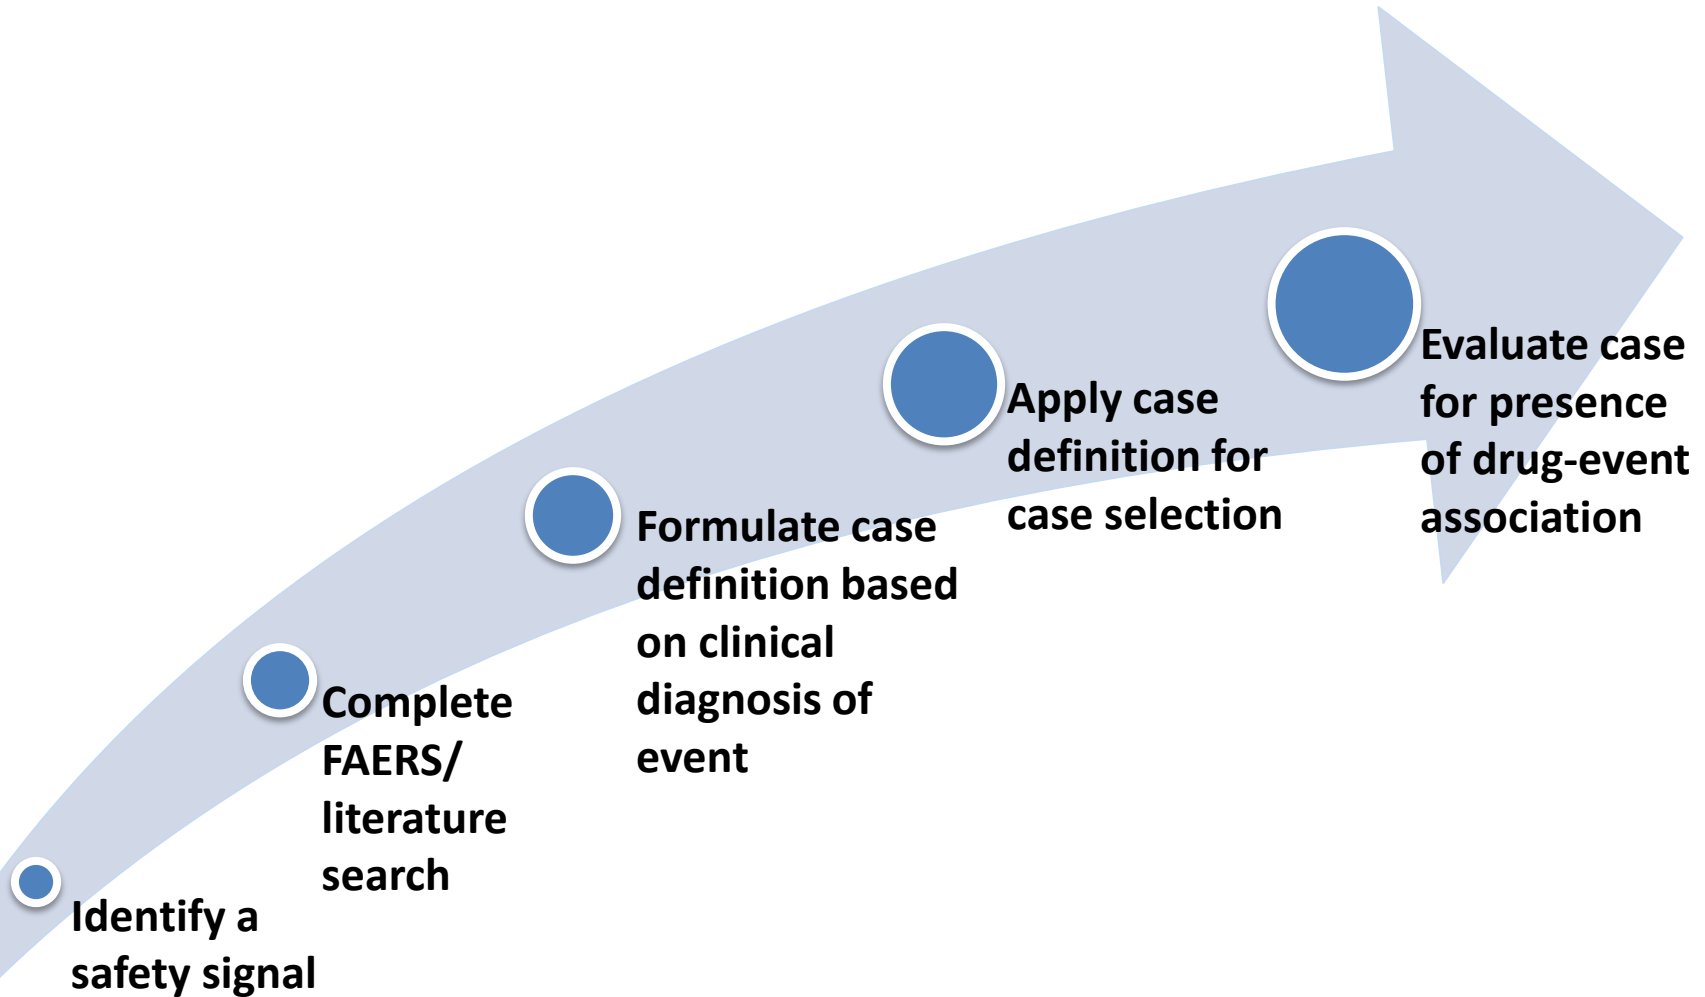 Identify a
safety signal
Complete
FAERS/
literature
search
Formulate case
definition based
on clinical
diagnosis of
event
Apply case
definition for
case selection
Evaluate case
for presence
of drug-event
association